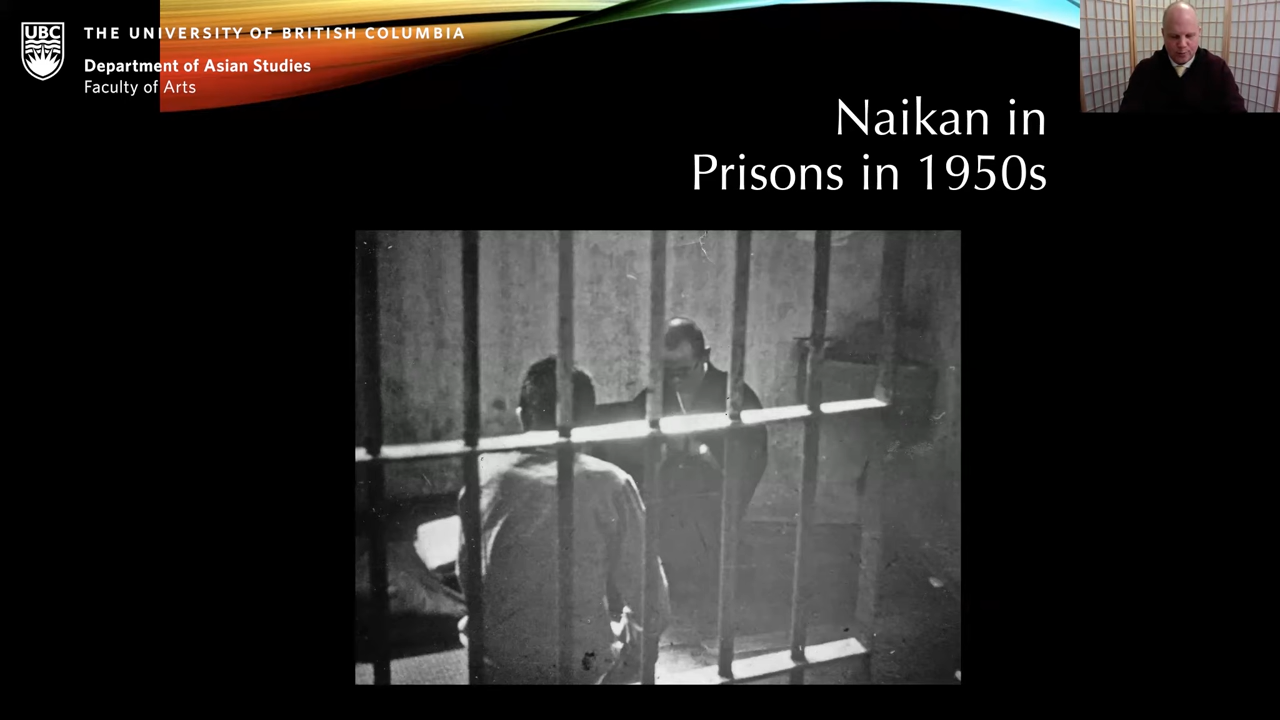 UBC
THE UNIVERSITY OF BRITISH COLUMBIA
Department of Asian Studies
Faculty of Arts
Naikan in
Prisons in 1950s